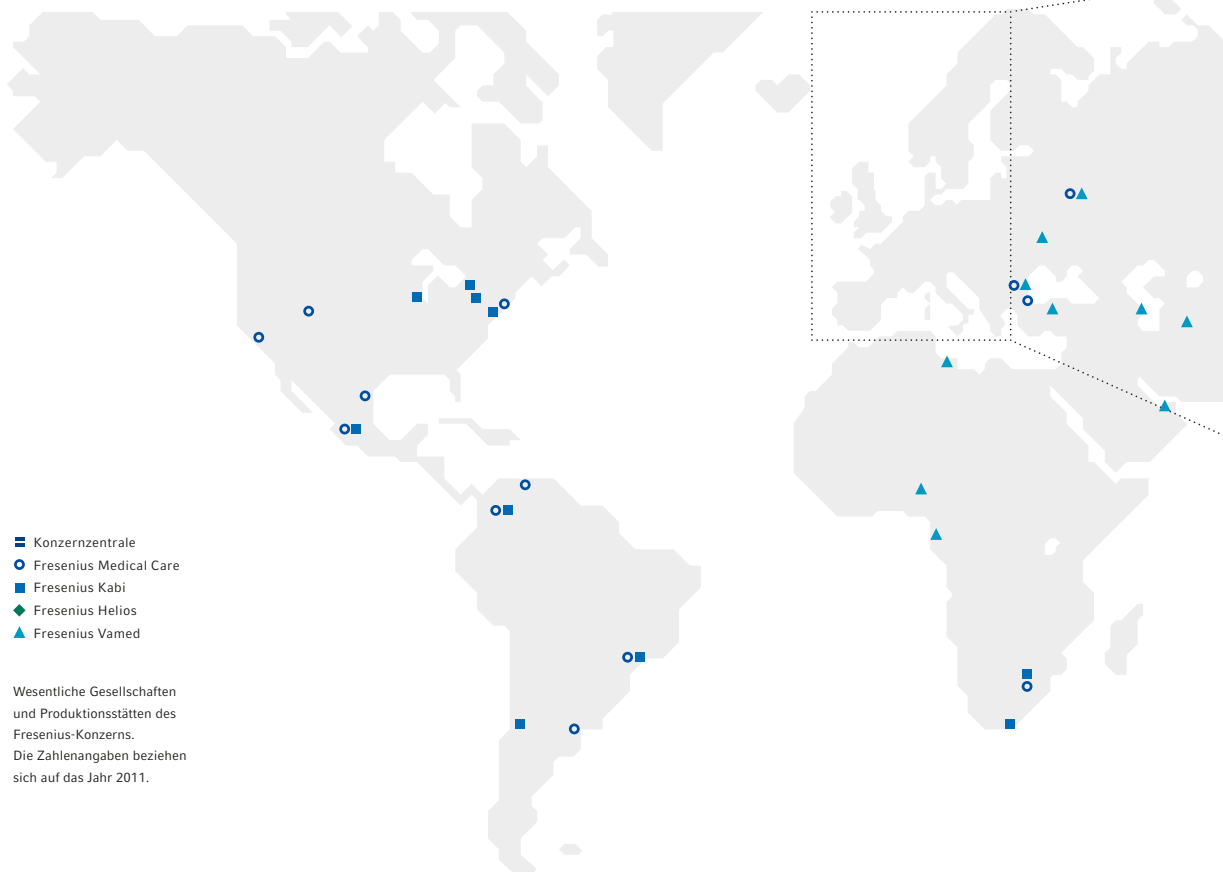 Konzernzentrale
Fresenius Medical Care
Fresenius Kabi
Fresenius Helios
Fresenius Vamed
Wesentliche Gesellschaften
und Produktionsstätten des
Fresenius-Konzerns.
Die Zahlenangaben beziehen
sich auf das Jahr 2011.